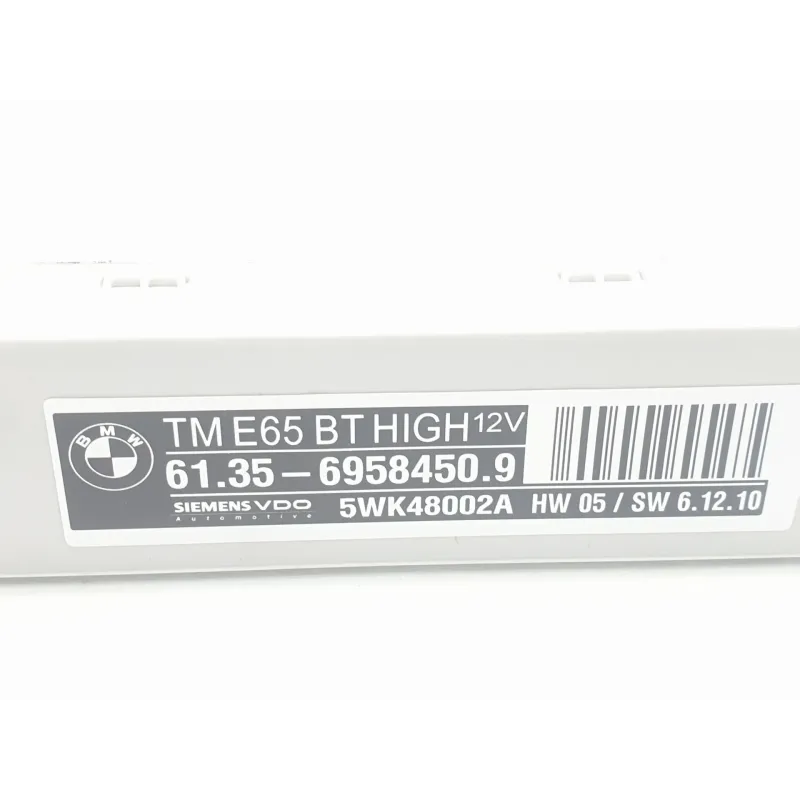 BMW
TM E65 BT HIGH 12V
61.35 – 6958450.9
SIEMENS VDO
Automotive
5WK48002A HW 05 / SW 6.12.10